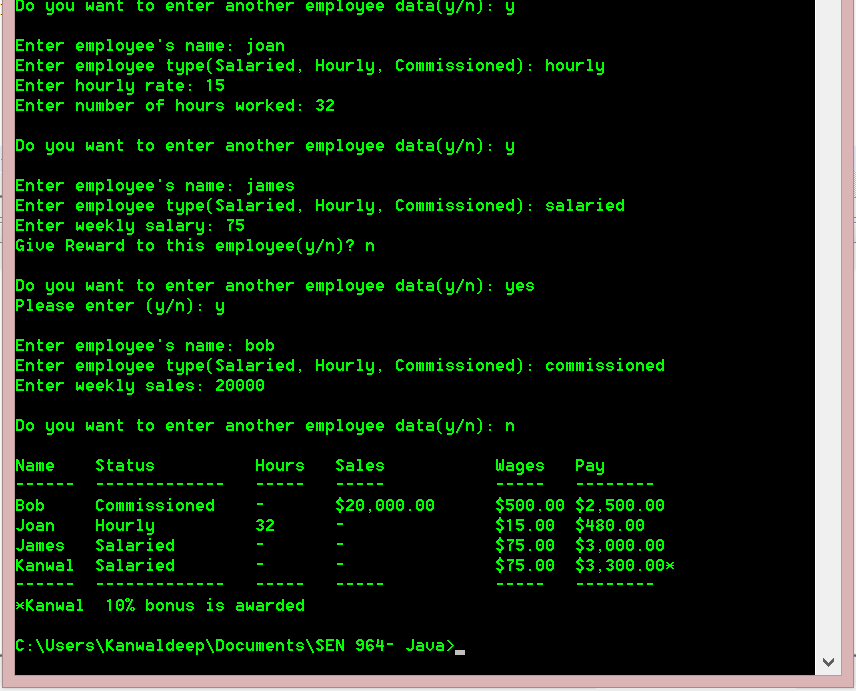 Do you want to enter another employee data(y/n): y
Enter employee's name: joan
Enter employee type(Salaried, Hourly, Commissioned): hourly
Enter hourly rate: 15
Enter number of hours worked: 32
Do you want to enter another employee data(y/n): y
Enter employee's name: james
Enter employee type(Salaried, Hourly, Commissioned): salaried
Enter weekly salary: 75
Give Reward to this employee(y/n)? n
Do you want to enter another employee data(y/n): yes
Please enter (y/n): y
Enter employee's name: bob
Enter employee type(Salaried, Hourly, Commissioned): commissioned
Enter weekly sales: 20000
Do you want to enter another employee data(y/n): n
Name    Status          Hours   Sales           Wages   Pay
------  -------------   -----   -----           -----   --------
Bob     Commissioned    -       $20,000.00      $500.00 $2,500.00
Joan    Hourly          32      -               $15.00  $480.00
James   Salaried        -       -               $75.00  $3,000.00
Kanwal  Salaried        -       -               $75.00  $3,300.00*
------  -------------   -----   -----           -----   --------
*Kanwal  10% bonus is awarded
C:\Users\Kanwaldeep\Documents\SEN 964- Java>_